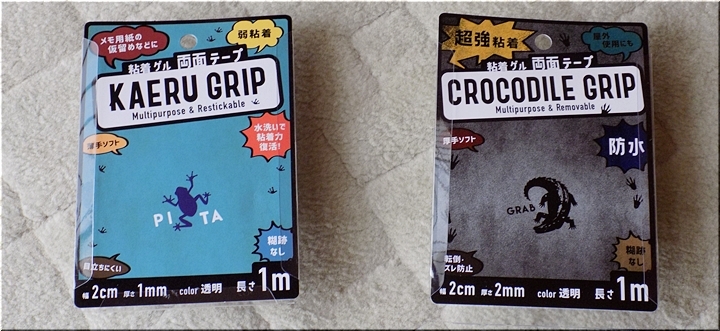 メモ用紙の
仮留めなどに
弱粘着
粘着ゲル 両面テープ
KAERU GRIP
Multipurpose & Restickable
厚手ソフト
水洗いで
粘着力
復活!
PITA
目立ちにくい
糊跡
なし
幅2cm 厚さ1mm color 透明 長さ1m
超強粘着
屋外
使用にも
粘着ゲル 両面テープ
CROCODILE GRIP
Multipurpose & Removable
厚手ソフト
防水
GRAB
転倒・
ズレ防止
糊跡
なし
幅2cm 厚さ2mm color 透明 長さ1m